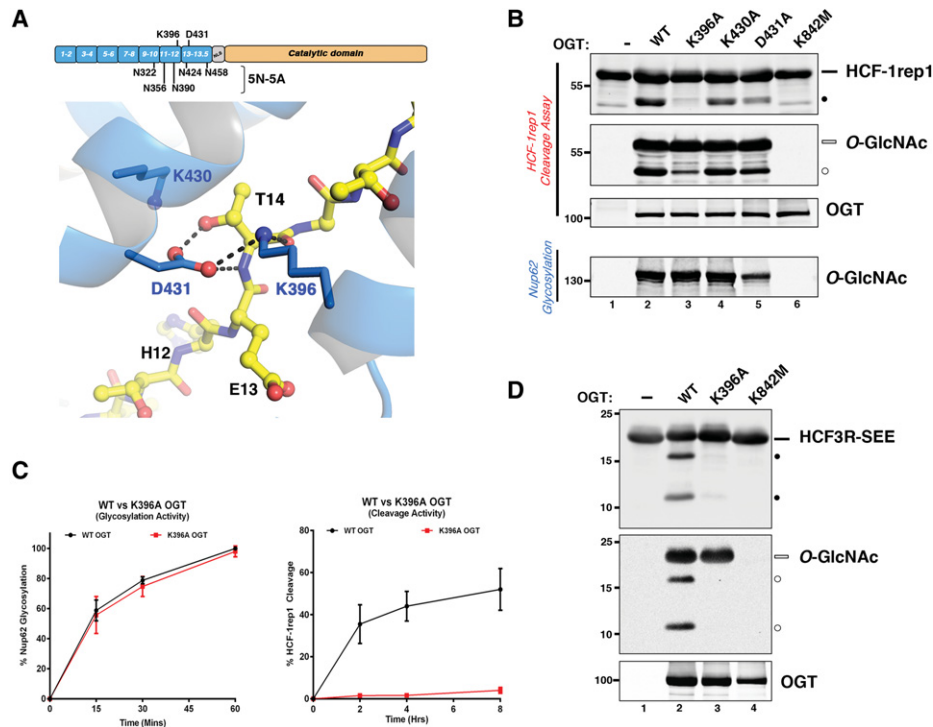 A
K396 D431
1-2 3-4 5-6 7-8 9-10 11-12 13-13.5 NLS Catalytic domain
N322 N424 N458
N356 N390
5N-5A
K430
T14
D431
K396
H12
E13
B
OGT: - WT K396A K430A D431A K842M
HCF-1rep1 Cleavage Assay
55
HCF-1rep1
55
O-GlcNAc
100
OGT
Nup62 Glycosylation
130
O-GlcNAc
1 2 3 4 5 6
C
WT vs K396A OGT
(Glycosylation Activity)
WT OGT K396A OGT
% Nup62 Glycosylation
100
80
60
40
20
0
0 15 30 45 60
Time (Mins)
WT vs K396A OGT
(Cleavage Activity)
WT OGT K396A OGT
% HCF-1rep1 Cleavage
80
60
40
20
0
0 2 4 6 8
Time (Hrs)
D
OGT: – WT K396A K842M
25
HCF3R-SEE
15
10
25
O-GlcNAc
15
10
100
OGT
1 2 3 4